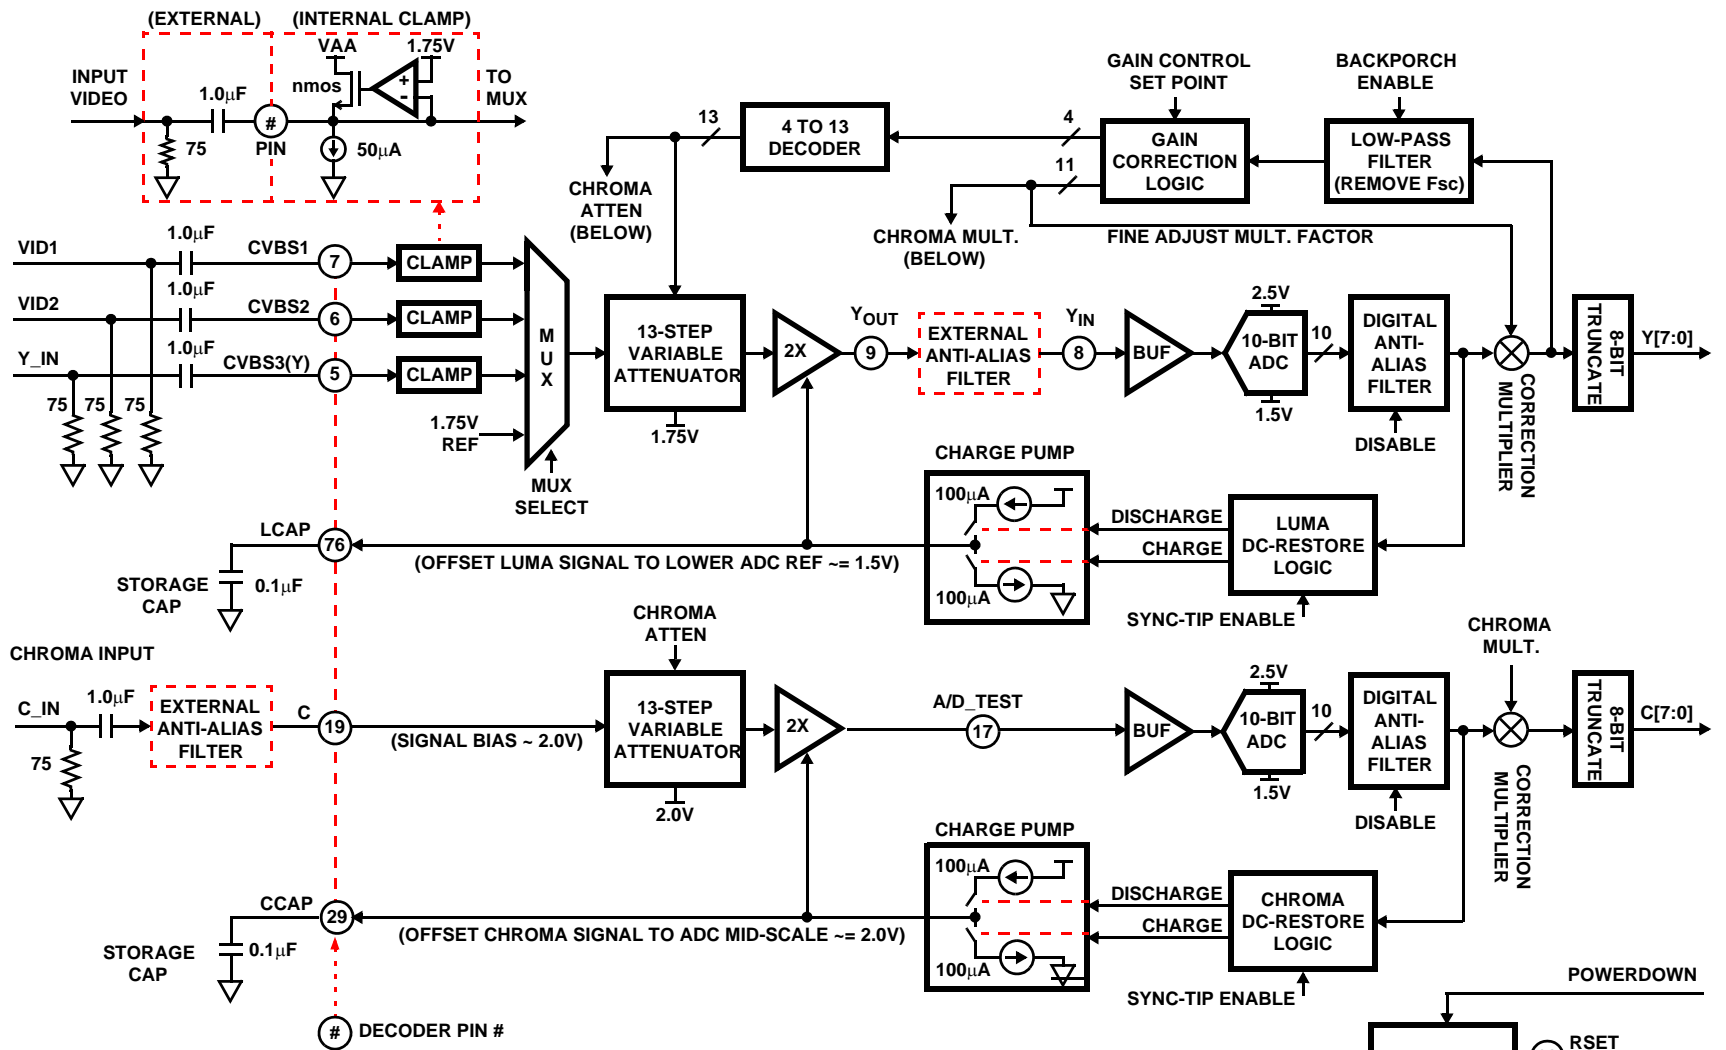 (EXTERNAL)
(INTERNAL CLAMP)
VAA
1.75V
INPUT
VIDEO
1.0µF
nmos
+
-
TO
MUX
#
PIN
75
50µA
GAIN CONTROL
SET POINT
BACKPORCH
ENABLE
13
4 TO 13
DECODER
4
11
GAIN
CORRECTION
LOGIC
LOW-PASS
FILTER
(REMOVE Fsc)
CHROMA
ATTEN
(BELOW)
CHROMA MULT.
(BELOW)
FINE ADJUST MULT. FACTOR
VID1
1.0µF
CVBS1
7
CLAMP
VID2
1.0µF
CVBS2
6
CLAMP
Y_IN
1.0µF
CVBS3(Y)
5
CLAMP
75
75
75
1.75V
REF
MUX
MUX
SELECT
13-STEP
VARIABLE
ATTENUATOR
1.75V
2X
YOUT
9
EXTERNAL
ANTI-ALIAS
FILTER
YIN
8
BUF
2.5V
10-BIT
ADC
1.5V
10
DIGITAL
ANTI-
ALIAS
FILTER
DISABLE
CORRECTION
MULTIPLIER
8-BIT
TRUNCATE
Y[7:0]
CHARGE PUMP
100µA
100µA
DISCHARGE
CHARGE
LUMA
DC-RESTORE
LOGIC
SYNC-TIP ENABLE
LCAP
76
(OFFSET LUMA SIGNAL TO LOWER ADC REF ~= 1.5V)
STORAGE
CAP
0.1µF
CHROMA
ATTEN
CHROMA
MULT.
CHROMA INPUT
C_IN
1.0µF
75
EXTERNAL
ANTI-ALIAS
FILTER
C
19
(SIGNAL BIAS ~ 2.0V)
13-STEP
VARIABLE
ATTENUATOR
2.0V
2X
A/D_TEST
17
BUF
2.5V
10-BIT
ADC
1.5V
10
DIGITAL
ANTI-
ALIAS
FILTER
DISABLE
CORRECTION
MULTIPLIER
8-BIT
TRUNCATE
C[7:0]
CHARGE PUMP
100µA
100µA
DISCHARGE
CHARGE
CHROMA
DC-RESTORE
LOGIC
SYNC-TIP ENABLE
CCAP
29
(OFFSET CHROMA SIGNAL TO ADC MID-SCALE ~= 2.0V)
STORAGE
CAP
0.1µF
# DECODER PIN #
POWERDOWN
RSET